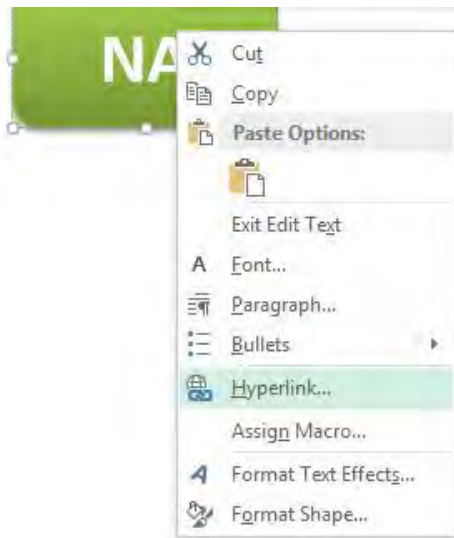 NA
Cut
Copy
Paste Options:
Exit Edit Text
A Font...
Paragraph...
Bullets
Hyperlink...
Assign Macro...
A Format Text Effects...
Format Shape...